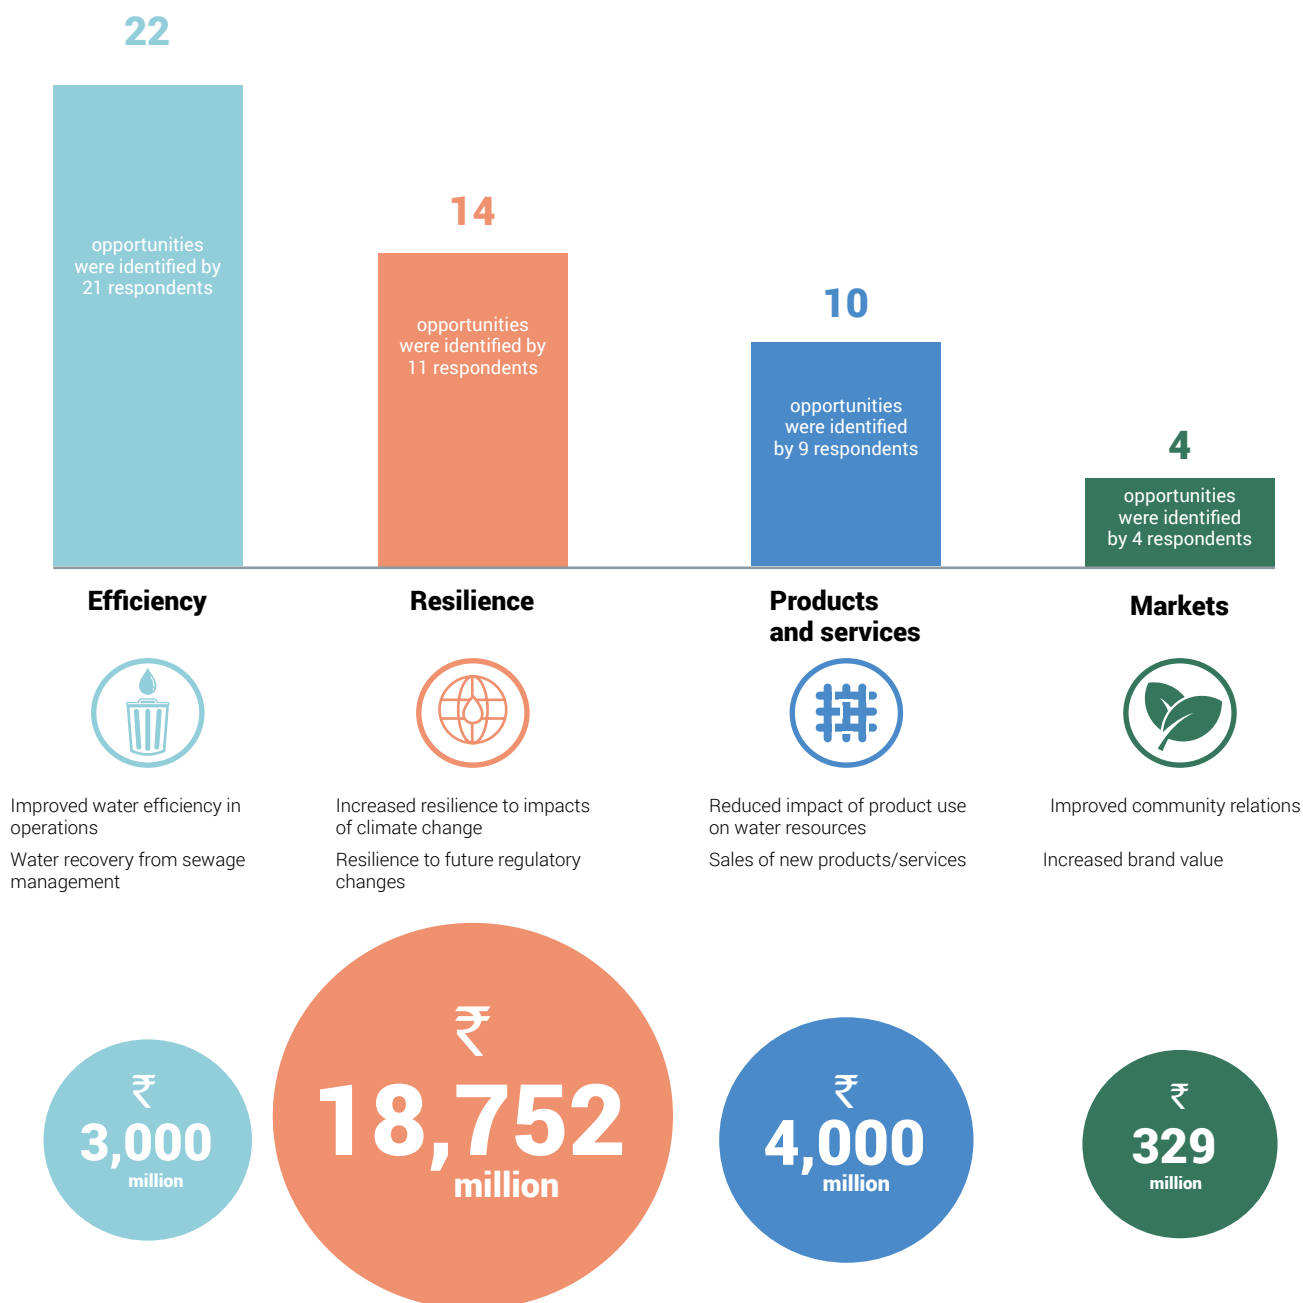 22
opportunities
were identified by
21 respondents
14
opportunities
were identified by
11 respondents
10
opportunities
were identified
by 9 respondents
4
opportunities
were identified
by 4 respondents
Efficiency
Resilience
Products
and services
Markets
Improved water efficiency in
operations
Water recovery from sewage
management
Increased resilience to impacts
of climate change
Resilience to future regulatory
changes
Reduced impact of product use
on water resources
Sales of new products/services
Improved community relations
Increased brand value
₹
3,000
million
₹
18,752
million
₹
4,000
million
₹
329
million